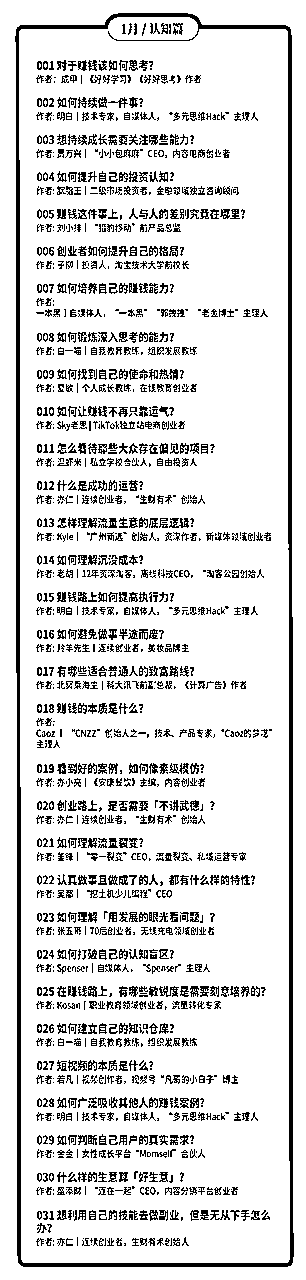 1月 / 认知篇
001 对于赚钱该如何思考?
作者: 成甲 | 《好好学习》《好好思考》作者
002 如何持续做一件事?
作者: 明白 | 技术专家, 自媒体人, “多元思维Hack” 主理人
003 想持续成长需要关注哪些能力?
作者: 贾万兴 | “小小包麻麻” CEO, 内容电商创业者
004 如何提升自己的投资认知?
二级市场投资者, 金融领域独立咨询顾问
005 赚钱这件事上, 人与人的差别究竟在哪里?
作者: 刘小排 | “猎豹移动” 前产品总监
006 创业者如何提升自己的格局?
作者: 子柳 | 投资人, 淘宝技术大学前校长
007 如何培养自己的赚钱能力?
作者:
一本黑 | 自媒体人, “一本黑” “老金博士” 主理人
008 如何锻炼深入思考的能力?
作者: 白一喵 | 自我教育教练, 组织发展教练
009 如何找到自己的使命和热情?
作者: 夏敏 | 个人成长教练, 在线教育创业者
010 如何让赚钱不再只靠运气?
作者: Sky老思 | TikTok独立站电商创业者
011 怎么看待那些大众存在偏见的项目?
作者: 温虾米 | 私立学校合伙人, 自由投资人
012 什么是成功的运营?
作者: 亦仁 | 连续创业者, “生财有术” 创始人
013 怎样理解流量生意的底层逻辑?
作者: Kyle | 创始人, 资深作者, 新媒体领域创业者
014 如何理解沉没成本?
作者: 老胡 | 12年资深淘客, 离线科技CEO, “淘客公园创始人
015 赚钱路上如何提高执行力?
作者: 明白 | 技术专家, 自媒体人, “多元思维Hack” 主理人
016 如何避免做事半途而废?
作者: 羚羊先生 | 连续创业者, 美妆品牌主
017 有哪些适合普通人的致富路线?
作者: 北冥乘海生 | 科大讯飞前副总裁, 《计算广告》作者
018 赚钱的本质是什么?
作者:
Caoz | “CNZZ” 创始人之一, 技术、产品专家, “Caoz的梦呓”
主理人
019 看到好的案例, 如何像素级模仿?
作者: 亦小亮 | 《安康餐饮》主编, 内容创业者
020 创业路上, 是否需要「不讲武德」?
作者: 亦仁 | 连续创业者, “生财有术” 创始人
021 如何理解流量裂变?
作者: 鉴锋 | “零一裂变” CEO, 流量裂变、私域运营专家
022 认真做事且做成了的人, 都有什么样的特性?
作者: 吴都 | “挖土机少儿编程” CEO
023 如何理解「用发展的眼光看问题」?
作者: 张五哥 | 70后创业者, 无线充电领域创业者
024 如何打破自己的认知盲区?
作者: Spenser | 自媒体人, “Spenser” 主理人
025 在赚钱路上, 有哪些敏锐度是需要刻意培养的?
作者: Kosan | 职业教育领域创业者, 流量转化专家
026 如何建立自己的知识仓库?
作者: 白一喵 | 自我教育教练, 组织发展教练
027 短视频的本质是什么?
作者: 若凡 | 视频创作者, 视频号 “凡哥的小日子” 博主
028 如何广泛吸收其他人的赚钱案例?
作者: 明白 | 技术专家, 自媒体人, “多元思维Hack” 主理人
029 如何判断自己用户的真实需求?
作者: 金金 | 女性成长平台 “Momself” 合伙人
030 什么样的生意算「好生意」?
作者: 盈添财 | “连在一起” CEO, 内容分销平台创业者
031 想利用自己的技能去做副业, 但是无从下手怎么
办?
作者: 亦仁 | 连续创业者, 生财有术创始人